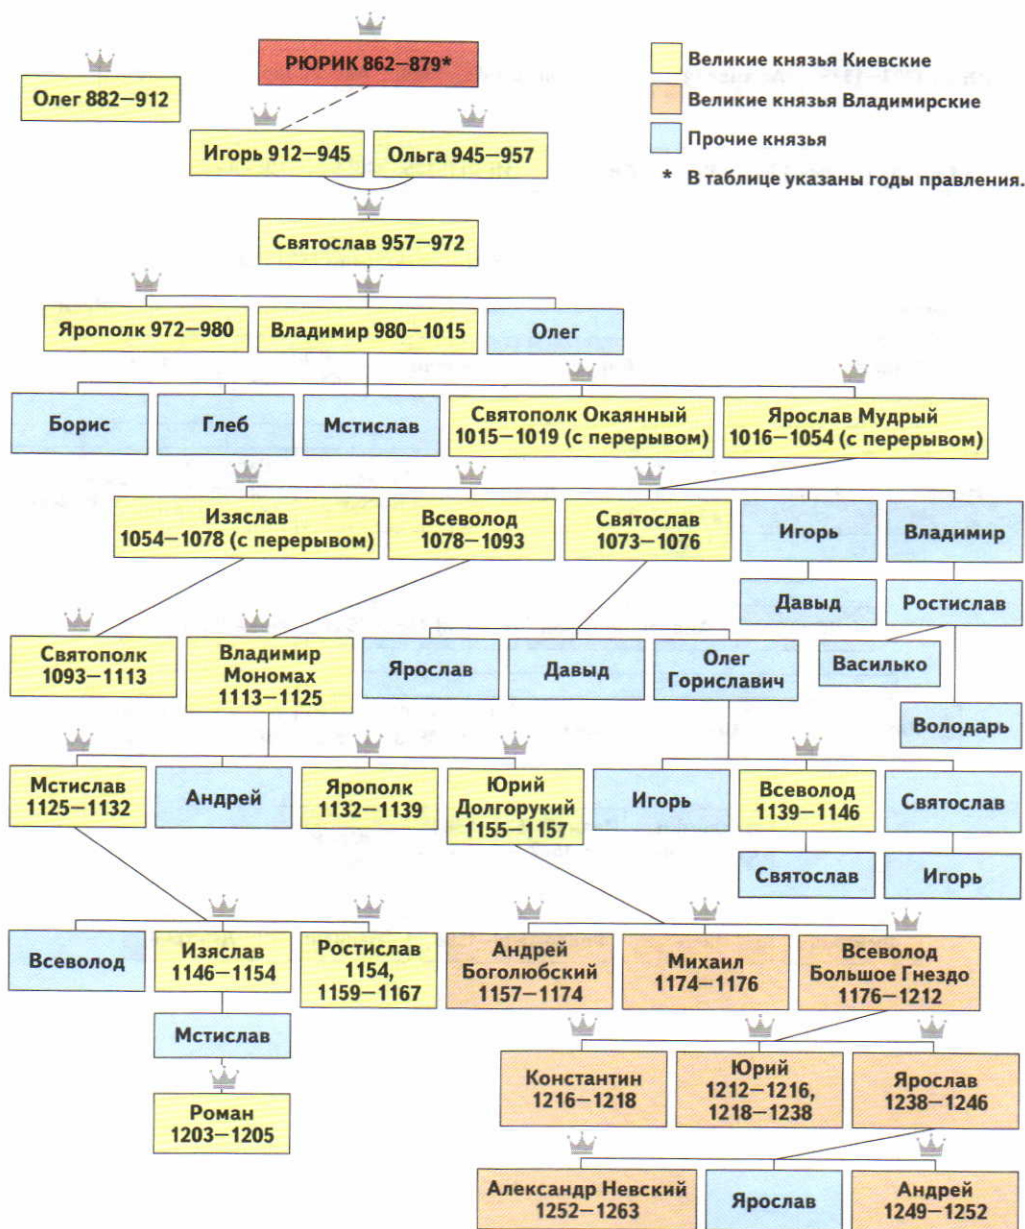 РЮРИК 862–879*
Олег 882–912
Игорь 912–945
Ольга 945–957
Великие князья Киевские
Великие князья Владимирские
Прочие князья
* В таблице указаны годы правления.
Святослав 957–972
Ярополк 972–980
Владимир 980–1015
Олег
Борис
Глеб
Мстислав
Святополк Окаянный
1015–1019 (с перерывом)
Ярослав Мудрый
1016–1054 (с перерывом)
Изяслав
1054–1078 (с перерывом)
Всеволод
1078–1093
Святослав
1073–1076
Игорь
Владимир
Давыд
Ростислав
Святополк
1093–1113
Владимир
Мономах
1113–1125
Ярослав
Давыд
Олег
Гориславич
Василько
Володарь
Мстислав
1125–1132
Андрей
Ярополк
1132–1139
Юрий
Долгорукий
1155–1157
Игорь
Всеволод
1139–1146
Святослав
Святослав
Игорь
Всеволод
Изяслав
1146–1154
Ростислав
1154,
1159–1167
Андрей
Боголюбский
1157–1174
Михаил
1174–1176
Всеволод
Большое Гнездо
1176–1212
Мстислав
Роман
1203–1205
Константин
1216–1218
Юрий
1212–1216,
1218–1238
Ярослав
1238–1246
Александр Невский
1252–1263
Ярослав
Андрей
1249–1252